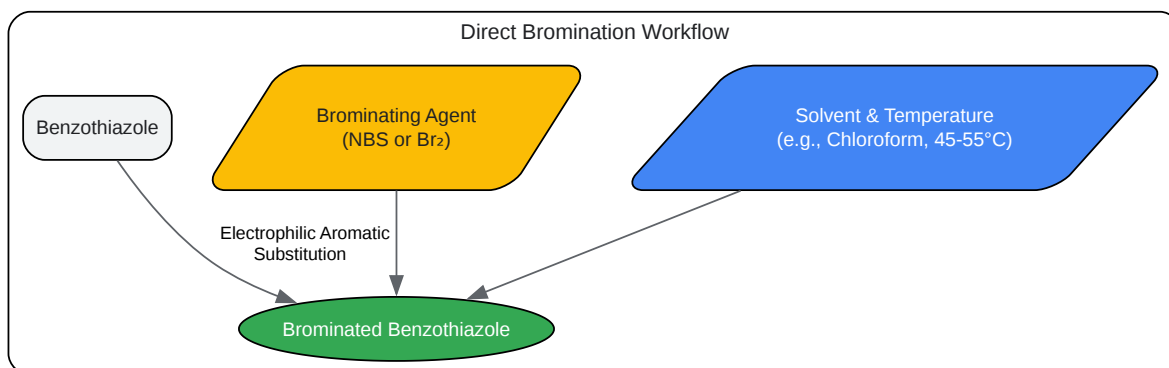 Direct Bromination Workflow
Benzothiazole
Brominating Agent
(NBS or Br₂)
Solvent & Temperature
(e.g., Chloroform, 45-55°C)
Electrophilic Aromatic
Substitution
Brominated Benzothiazole